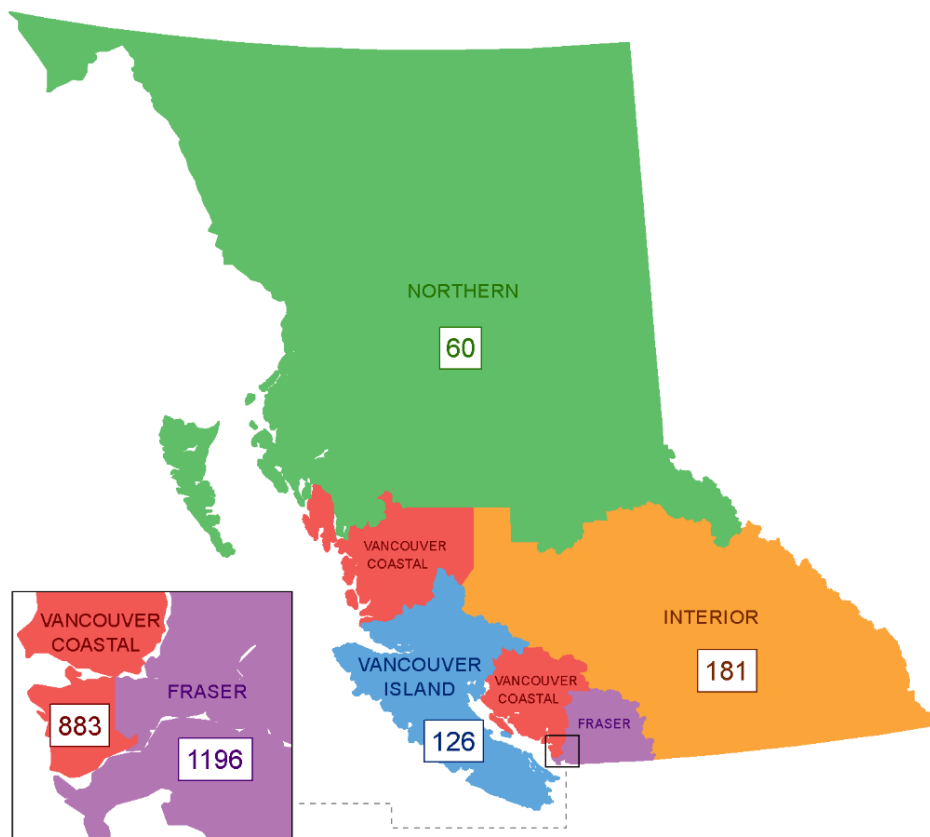 NORTHERN
60
VANCOUVER
COASTAL
INTERIOR
181
VANCOUVER
ISLAND
126
VANCOUVER
COASTAL
FRASER
VANCOUVER
COASTAL
883
FRASER
1196